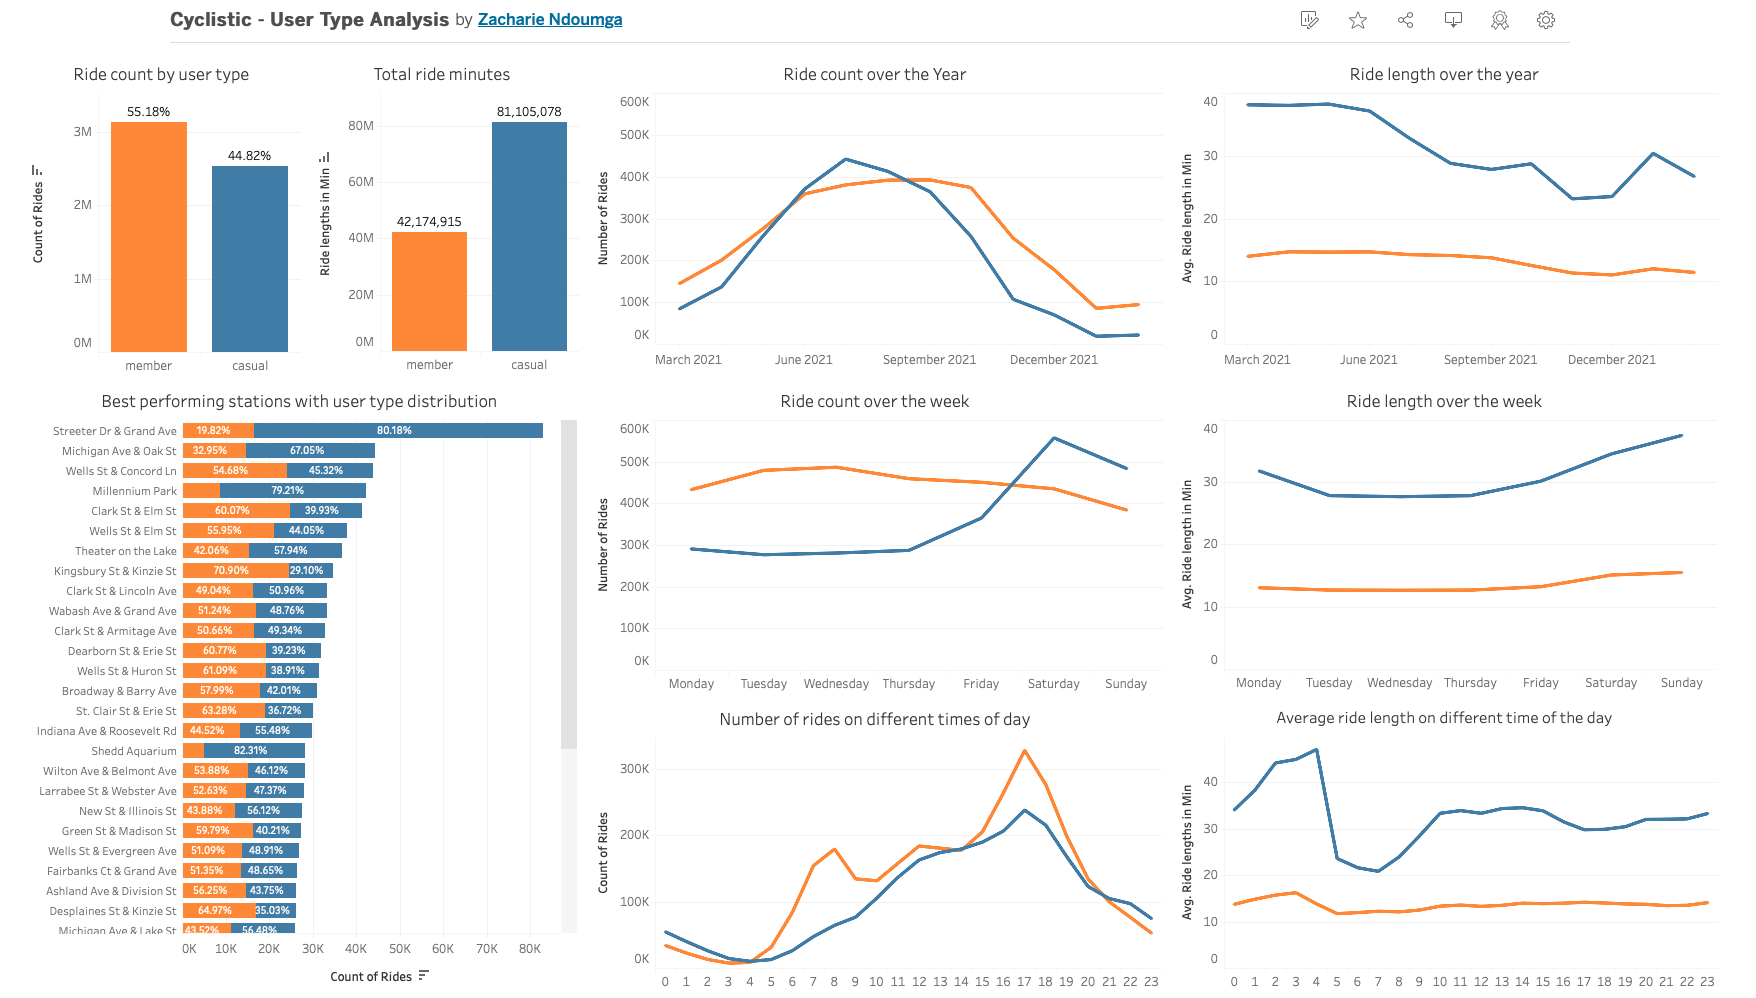 Cyclistic - User Type Analysis by Zacharie Ndoumga
Ride count by user type
Count of Rides
3M
2M
1M
0M
55.18%
44.82%
member
casual
Total ride minutes
Ride lengths in Min
80M
60M
40M
20M
0M
42,174,915
81,105,078
member
casual
Ride count over the Year
Number of Rides
600K
500K
400K
300K
200K
100K
0K
March 2021
June 2021
September 2021
December 2021
Ride length over the year
Avg. Ride length in Min
40
30
20
10
0
March 2021
June 2021
September 2021
December 2021
Best performing stations with user type distribution
Streeter Dr & Grand Ave 19.82% 80.18%
Michigan Ave & Oak St 32.95% 67.05%
Wells St & Concord Ln 54.68% 45.32%
Millennium Park 79.21%
Clark St & Elm St 60.07% 39.93%
Wells St & Elm St 55.95% 44.05%
Theater on the Lake 42.06% 57.94%
Kingsbury St & Kinzie St 70.90% 29.10%
Clark St & Lincoln Ave 49.04% 50.96%
Wabash Ave & Grand Ave 51.24% 48.76%
Clark St & Armitage Ave 50.66% 49.34%
Dearborn St & Erie St 60.77% 39.23%
Wells St & Huron St 61.09% 38.91%
Broadway & Barry Ave 57.99% 42.01%
St. Clair St & Erie St 63.28% 36.72%
Indiana Ave & Roosevelt Rd 44.52% 55.48%
Shedd Aquarium 82.31%
Wilton Ave & Belmont Ave 53.88% 46.12%
Larrabee St & Webster Ave 52.63% 47.37%
New St & Illinois St 43.88% 56.12%
Green St & Madison St 59.79% 40.21%
Wells St & Evergreen Ave 51.09% 48.91%
Fairbanks Ct & Grand Ave 51.35% 48.65%
Ashland Ave & Division St 56.25% 43.75%
Desplaines St & Kinzie St 64.97% 35.03%
Michigan Ave & Lake St 43.52% 56.48%
0K 10K 20K 30K 40K 50K 60K 70K 80K
Count of Rides
Ride count over the week
Number of Rides
600K
500K
400K
300K
200K
100K
0K
Monday Tuesday Wednesday Thursday Friday Saturday Sunday
Ride length over the week
Avg. Ride length in Min
40
30
20
10
0
Monday Tuesday Wednesday Thursday Friday Saturday Sunday
Number of rides on different times of day
Count of Rides
300K
200K
100K
0K
0 1 2 3 4 5 6 7 8 9 10 11 12 13 14 15 16 17 18 19 20 21 22 23
Average ride length on different time of the day
Avg. Ride lengths in Min
40
30
20
10
0
0 1 2 3 4 5 6 7 8 9 10 11 12 13 14 15 16 17 18 19 20 21 22 23